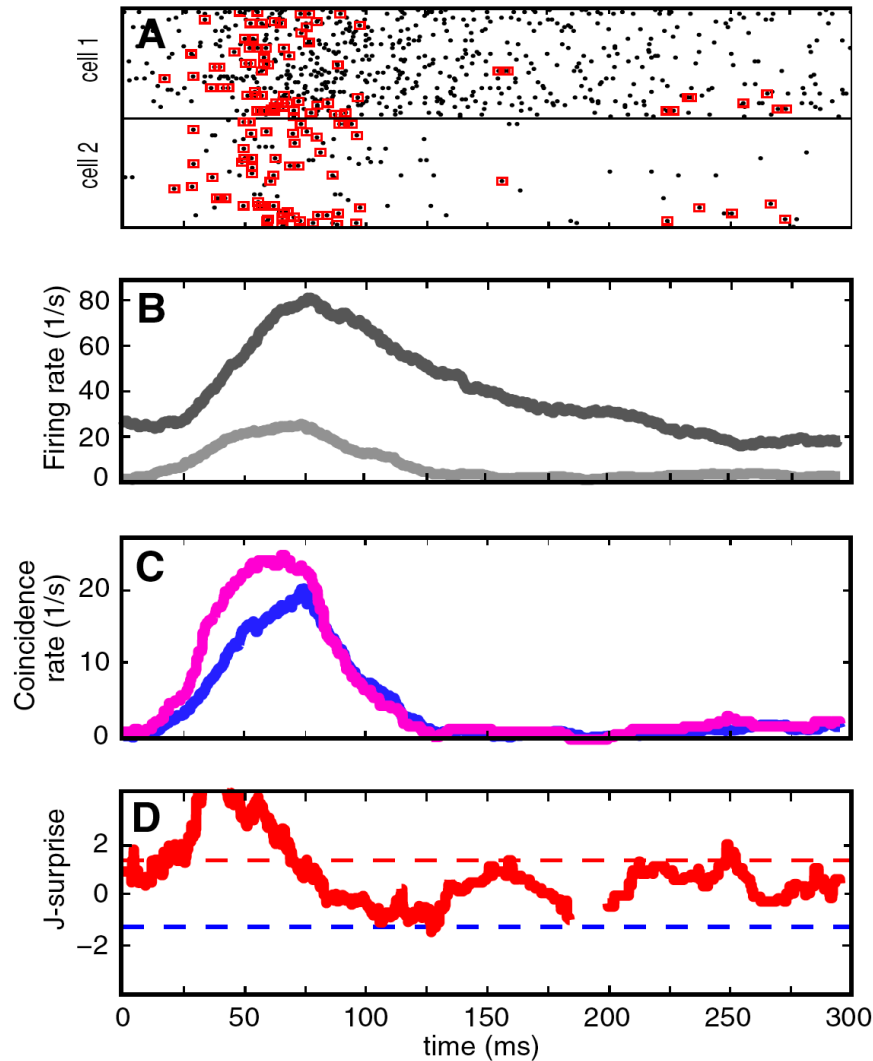 A
cell 1
cell 2
B
Firing rate (1/s)
80
60
40
20
0
C
Coincidence
rate (1/s)
20
10
0
D
J-surprise
2
0
−2
0 50 100 150 200 250 300
time (ms)